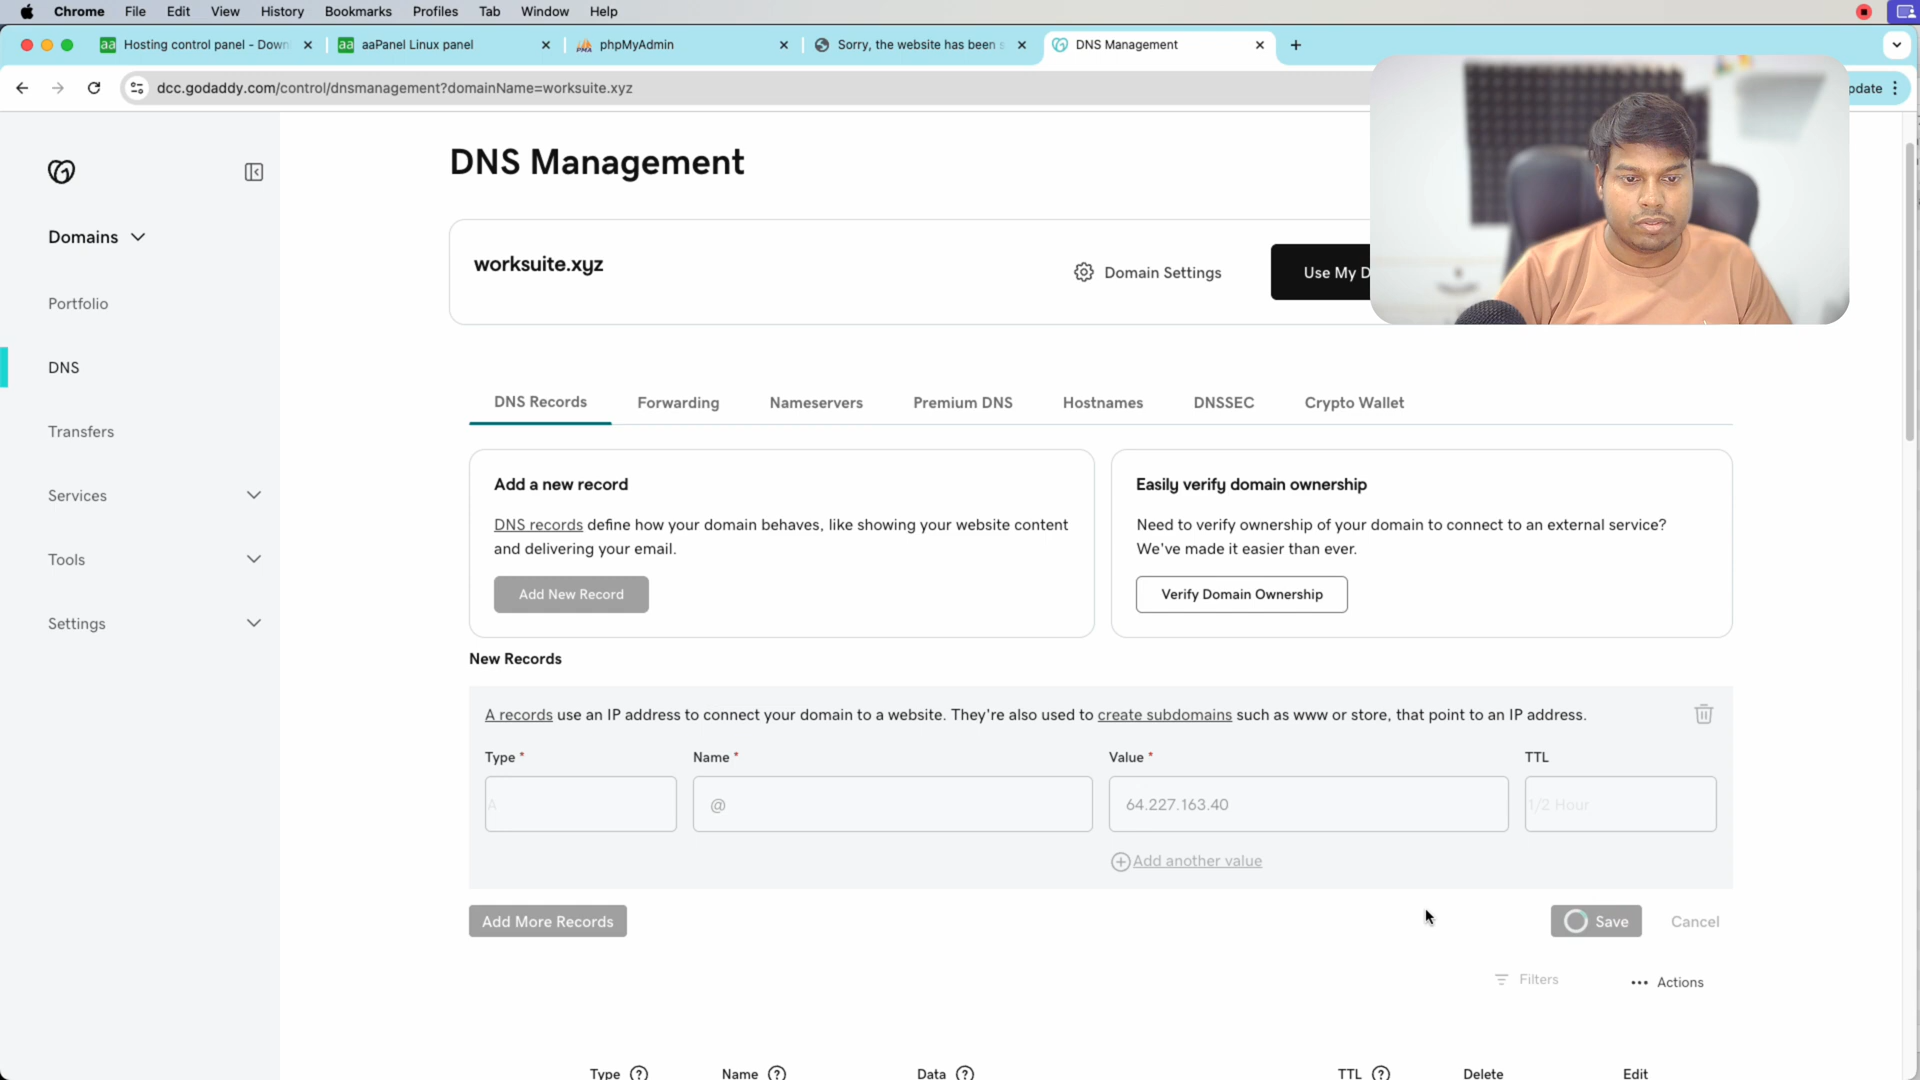 Chrome File Edit View History Bookmarks Profiles Tab Window Help
Hosting control panel - Down
aaPanel Linux panel
phpMyAdmin
Sorry, the website has been s
DNS Management
dcc.godaddy.com/control/dnsmanagement?domainName=worksuite.xyz
pdate
DNS Management
Domains
worksuite.xyz
Domain Settings
Use My D
Portfolio
DNS
Transfers
Services
Tools
Settings
DNS Records Forwarding Nameservers Premium DNS Hostnames DNSSEC Crypto Wallet
Add a new record
DNS records define how your domain behaves, like showing your website content
and delivering your email.
Add New Record
Easily verify domain ownership
Need to verify ownership of your domain to connect to an external service?
We've made it easier than ever.
Verify Domain Ownership
New Records
A records use an IP address to connect your domain to a website. They're also used to create subdomains such as www or store, that point to an IP address.
Type * Name * Value * TTL
A @ 64.227.163.40 1/2 Hour
Add another value
Add More Records
Save Cancel
Filters ... Actions
Type ? Name ? Data ? TTL ? Delete Edit